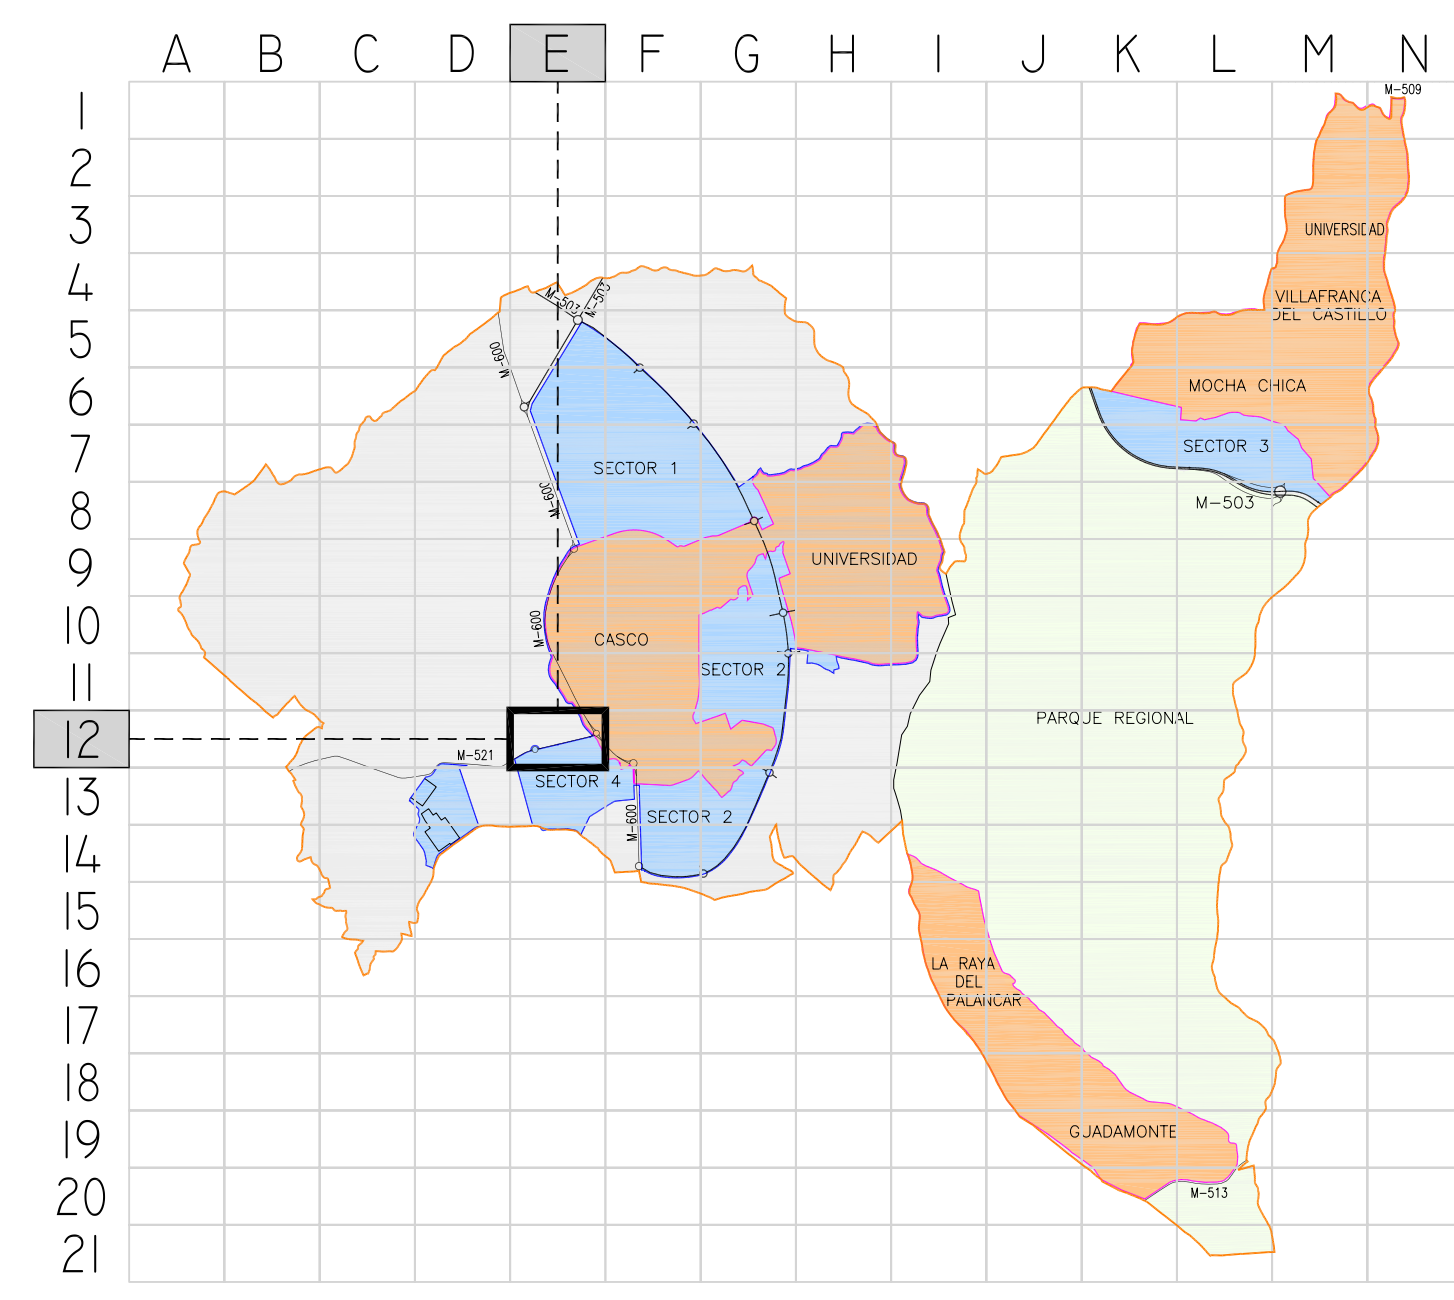 A B C D E F G H I J K L M N
M-509
1
2
3
UNIVERSIDAD
4
M-503
M-503
VILLAFRANCA
DEL CASTILLO
5
M-600
6
MOCHA CHICA
7
SECTOR 1
SECTOR 3
8
M-600
M-503
9
UNIVERSIDAD
10
M-600
CASCO
11
SECTOR 2
12
PARQUE REGIONAL
M-521
13
SECTOR 4
M-600
SECTOR 2
14
15
16
LA RAYA
DEL
PALANCAR
17
18
19
GUADAMONTE
20
M-513
21